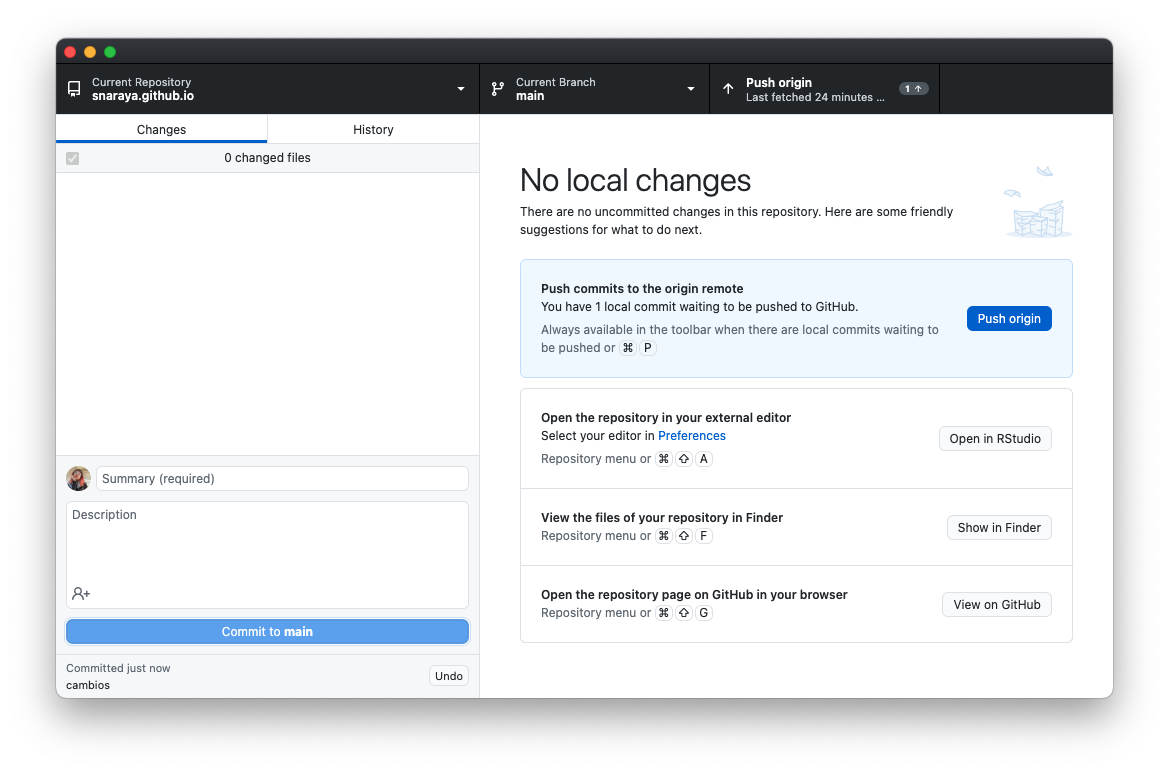 Current Repository
snaraya.github.io
Current Branch
main
Push origin
Last fetched 24 minutes ...
1
Changes
History
0 changed files
No local changes
There are no uncommitted changes in this repository. Here are some friendly
suggestions for what to do next.
Push commits to the origin remote
You have 1 local commit waiting to be pushed to GitHub.
Always available in the toolbar when there are local commits waiting to
be pushed or ⌘ P
Push origin
Open the repository in your external editor
Select your editor in Preferences
Repository menu or ⌘ ⇧ A
Open in RStudio
View the files of your repository in Finder
Repository menu or ⌘ ⇧ F
Show in Finder
Open the repository page on GitHub in your browser
Repository menu or ⌘ ⇧ G
View on GitHub
Summary (required)
Description
Commit to main
Committed just now
cambios
Undo